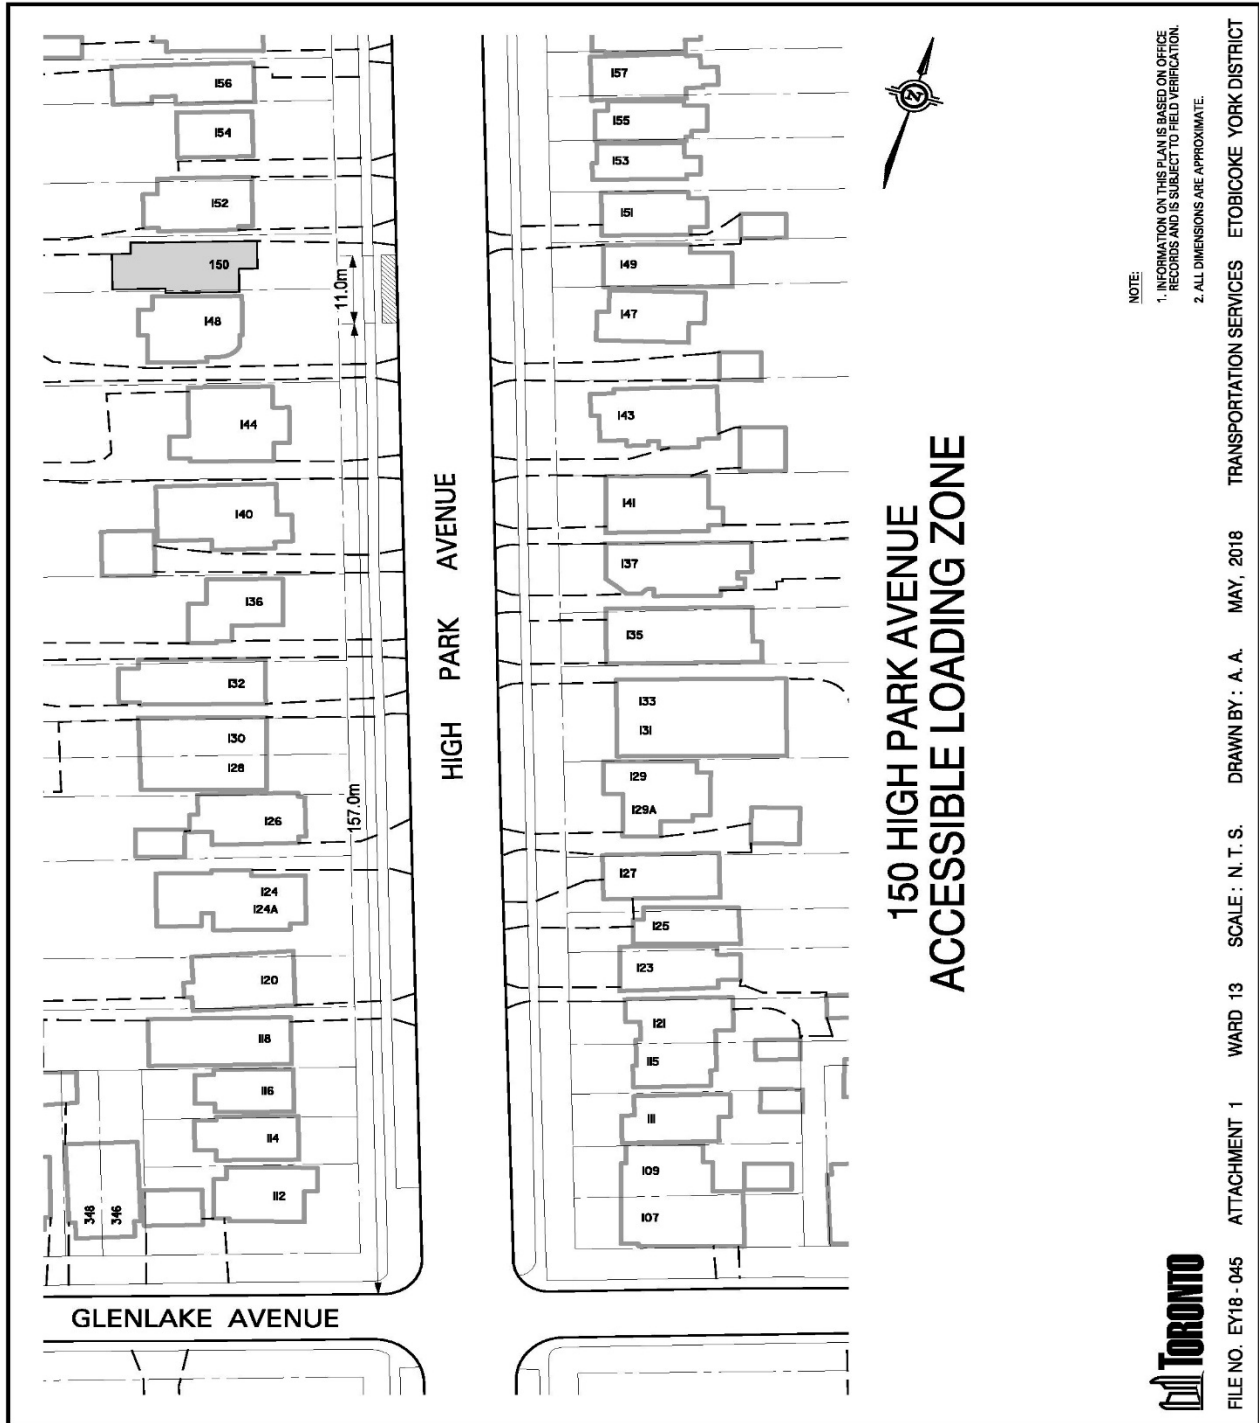 156
154
152
150
148
144
140
136
132
130
128
126
124
124A
120
118
116
114
112
348
346
11.0m
157.0m
HIGH PARK AVENUE
GLENLAKE AVENUE
157
155
153
151
149
147
143
141
137
135
133
131
129
129A
127
125
123
121
115
111
109
107
Z
150 HIGH PARK AVENUE
ACCESSIBLE LOADING ZONE
NOTE:
1. INFORMATION ON THIS PLAN IS BASED ON OFFICE
RECORDS AND IS SUBJECT TO FIELD VERIFICATION.
2. ALL DIMENSIONS ARE APPROXIMATE.
TORONTO
FILE NO. EY18 - 045 ATTACHMENT 1 WARD 13 SCALE : N. T. S. DRAWN BY : A. A. MAY, 2018 TRANSPORTATION SERVICES ETOBICOKE YORK DISTRICT